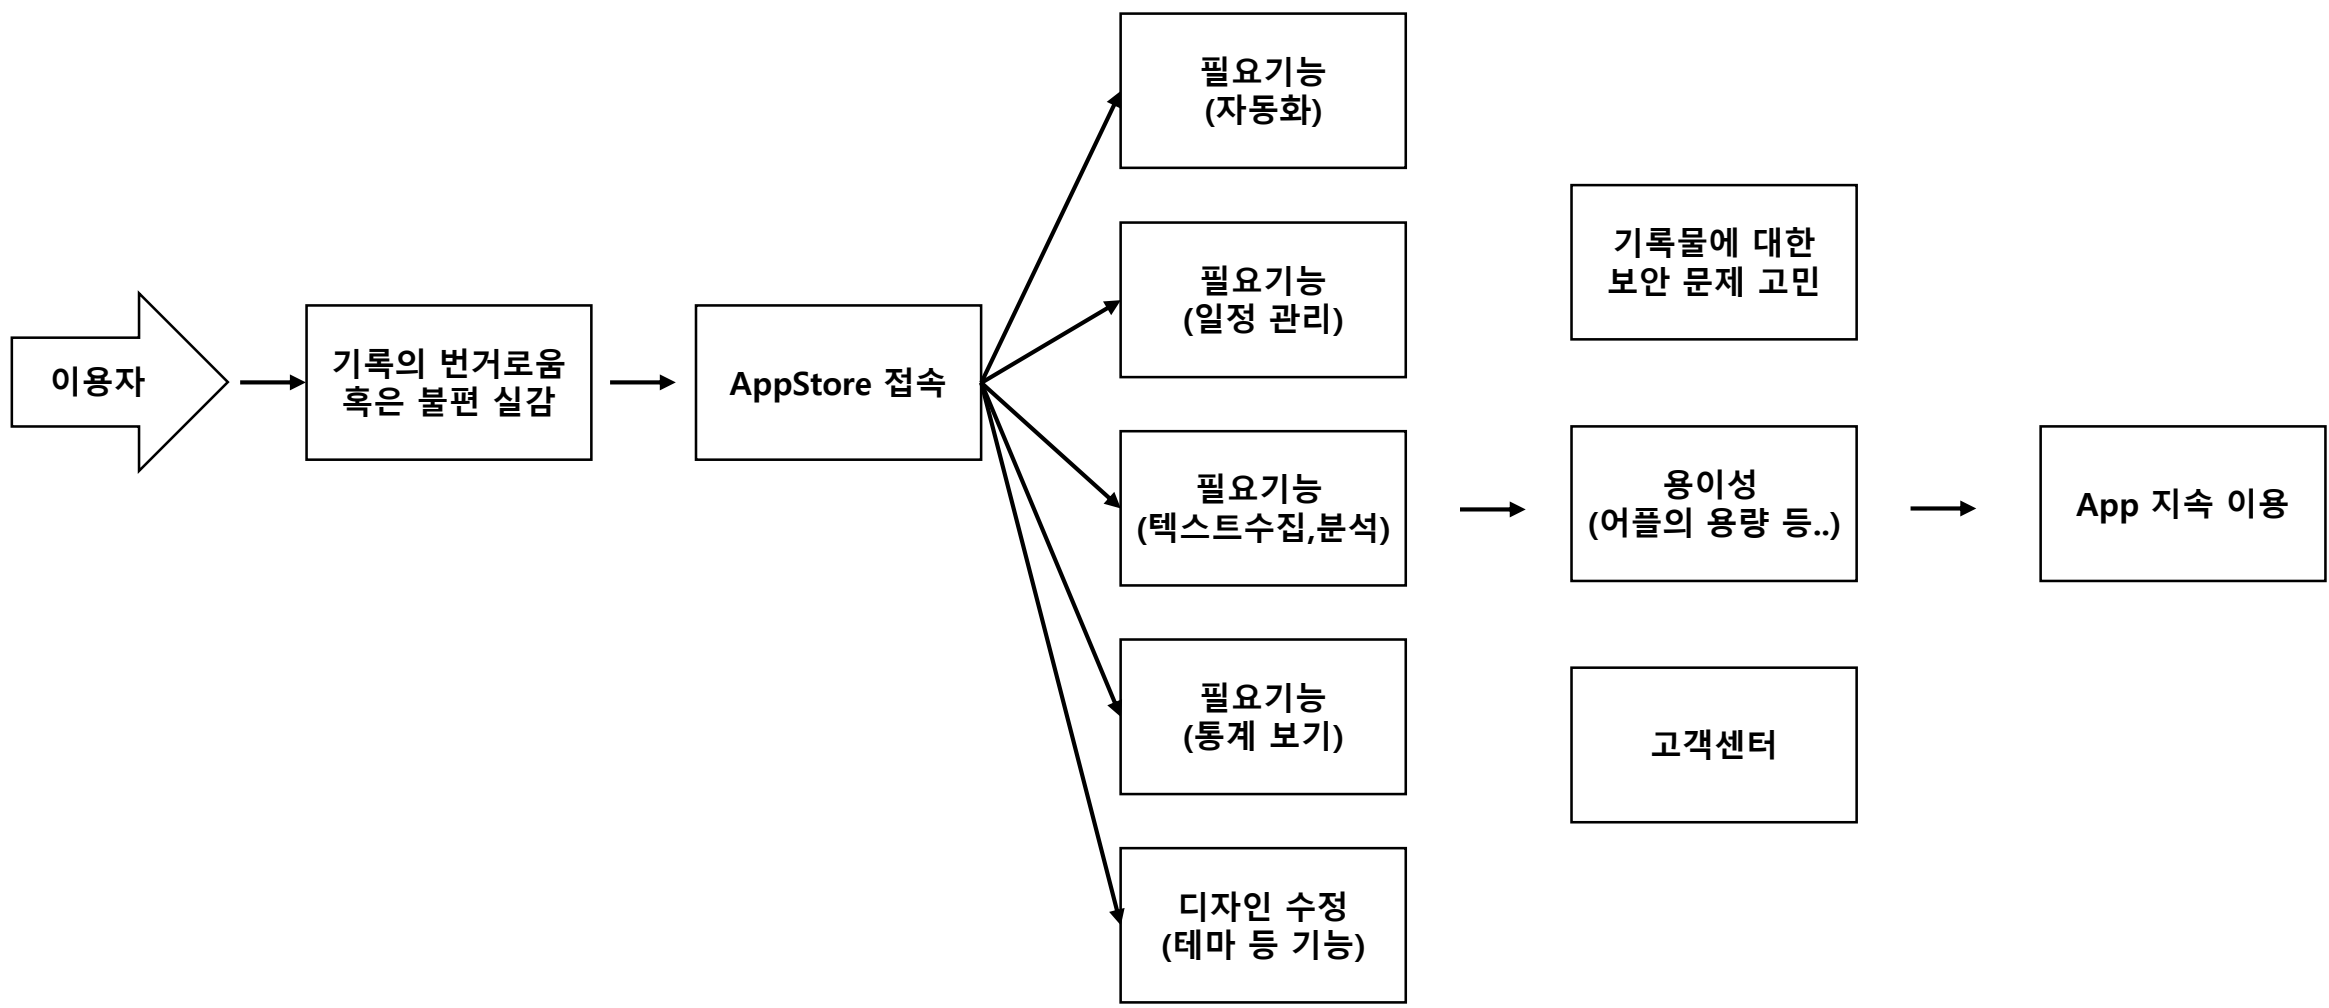 이용자
기록의 번거로움
혹은 불편 실감
AppStore 접속
필요기능
(자동화)
필요기능
(일정 관리)
필요기능
(텍스트수집,분석)
필요기능
(통계 보기)
디자인 수정
(테마 등 기능)
기록물에 대한
보안 문제 고민
용이성
(어플의 용량 등..)
고객센터
App 지속 이용